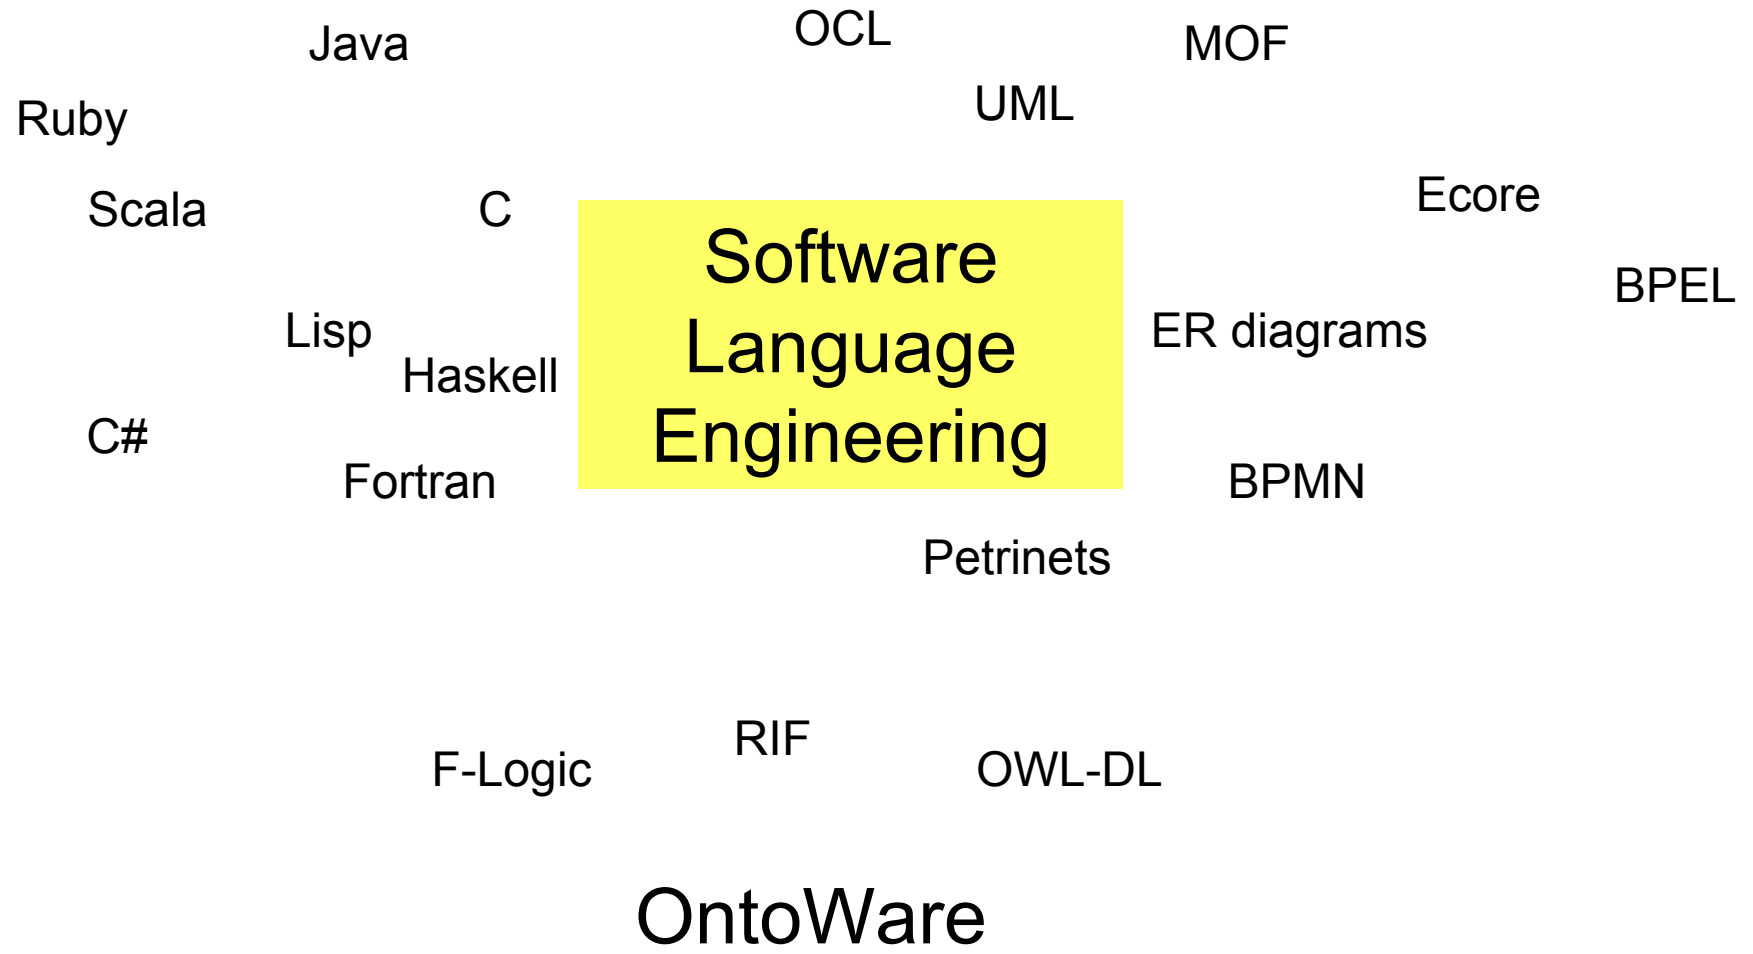 OCL
Java
MOF
UML
Ruby
Ecore
Scala
C
Software
Language
Engineering
BPEL
Lisp
ER diagrams
Haskell
C#
Fortran
BPMN
Petrinets
RIF
F-Logic
OWL-DL
OntoWare